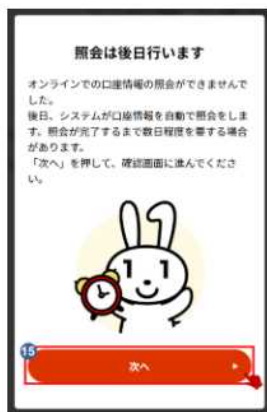 照会は後日行います
オンラインでの口座情報の照会ができませんで
した。
後日、システムが口座情報を自動で照会をしま
す。照会が完了するまで数日程度を要する場合
があります。
「次へ」を押して、確認画面に進んでくださ
い。
15
次へ